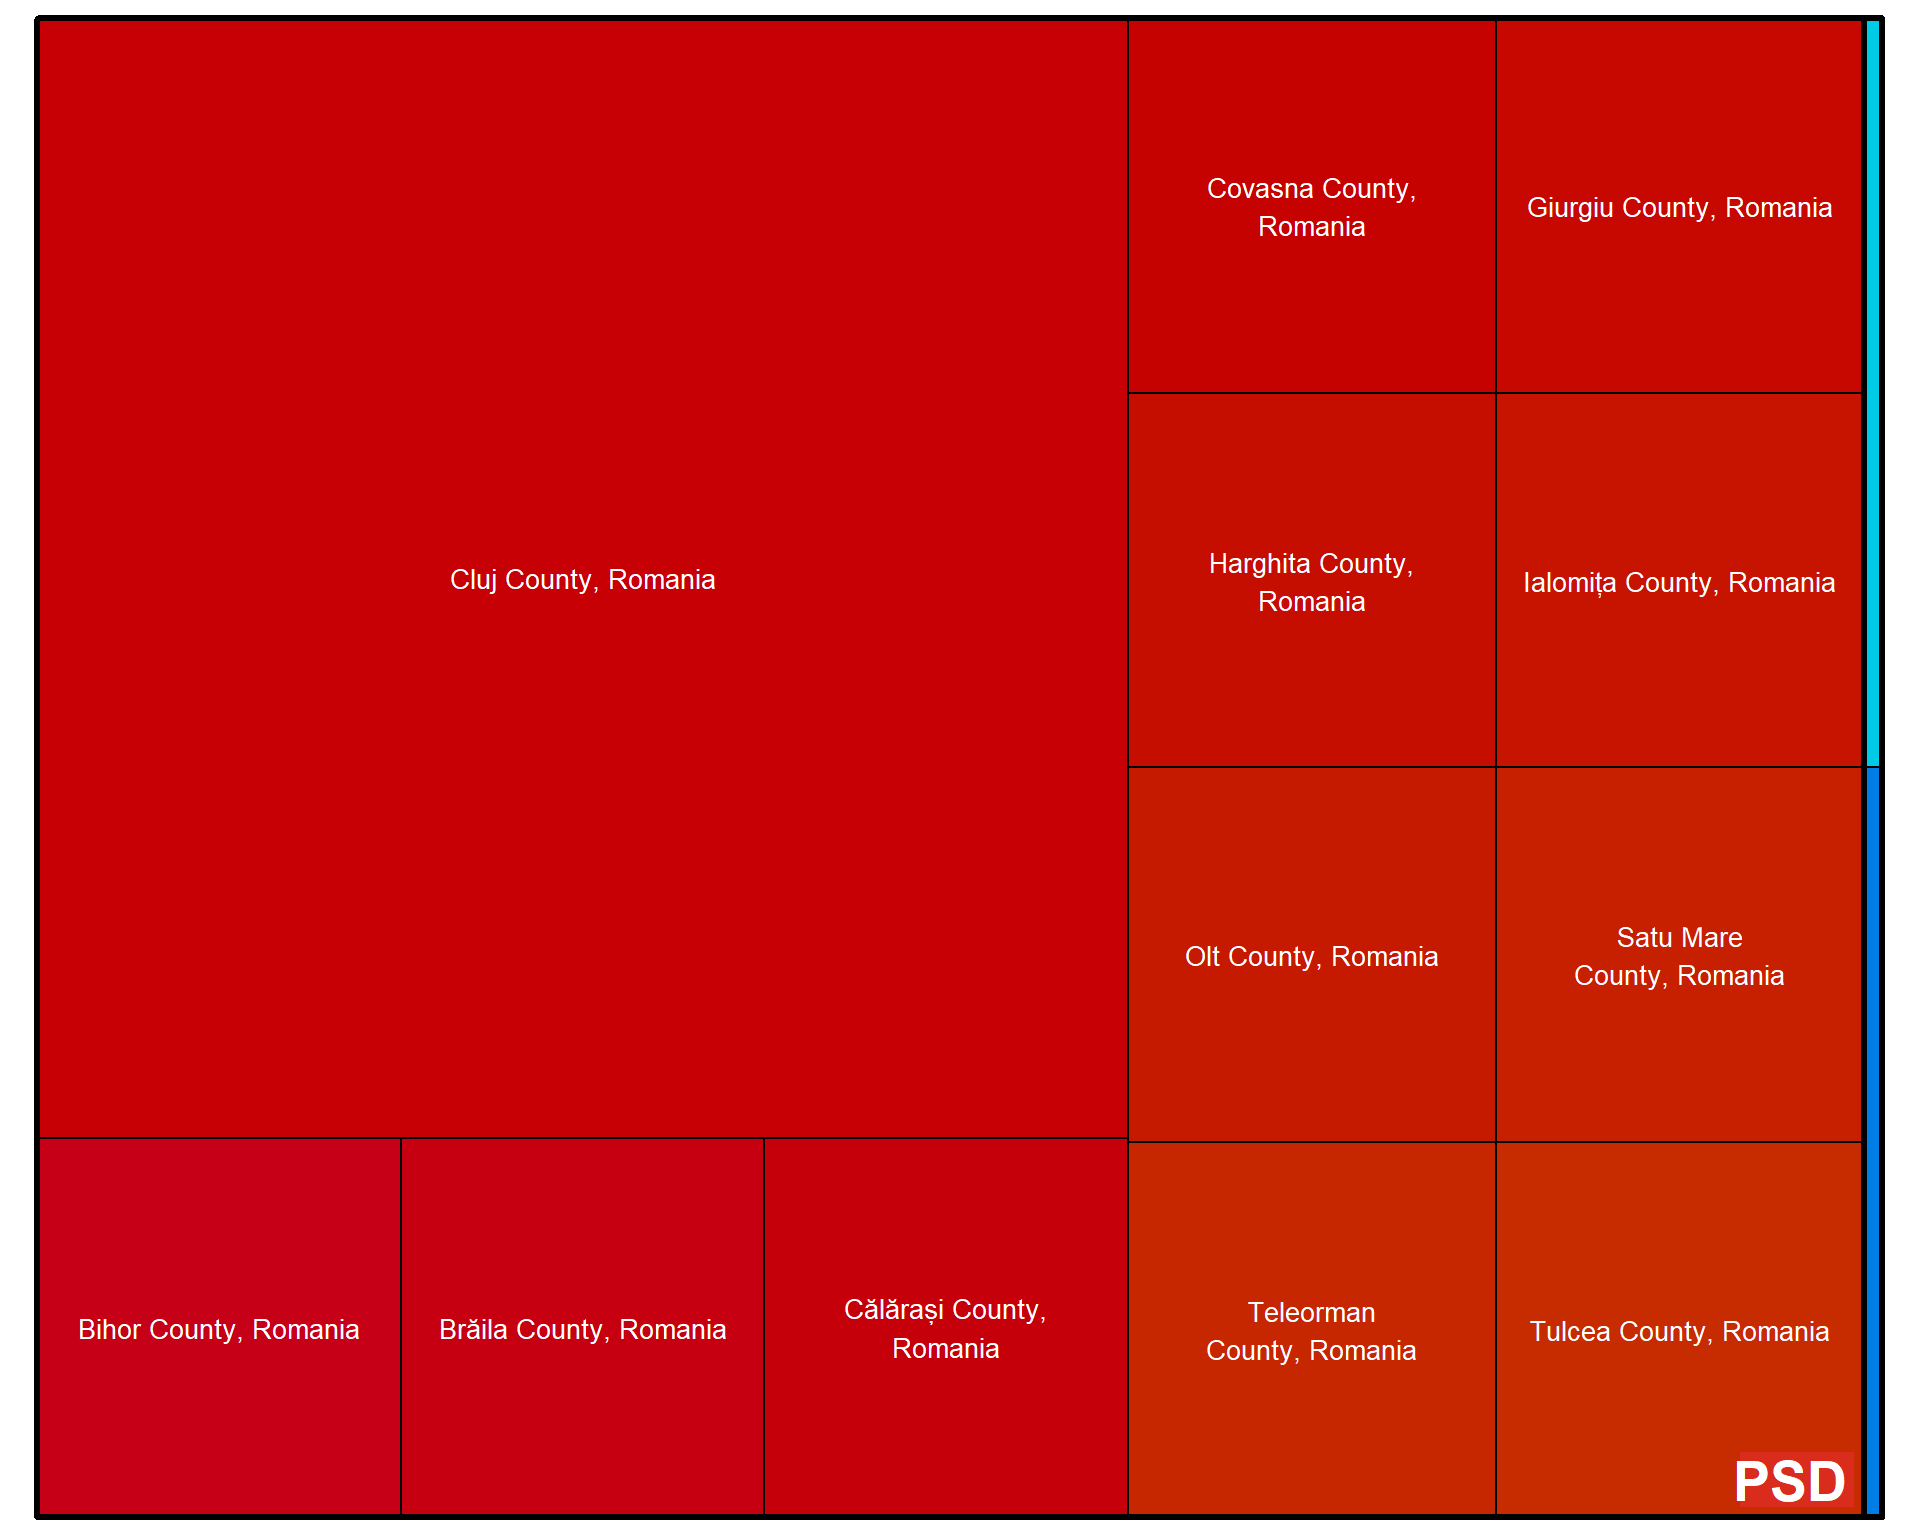 Cluj County, Romania
Covasna County,
Romania
Giurgiu County, Romania
Harghita County,
Romania
Ialomița County, Romania
Olt County, Romania
Satu Mare
County, Romania
Bihor County, Romania
Brăila County, Romania
Călărași County,
Romania
Teleorman
County, Romania
Tulcea County, Romania
PSD